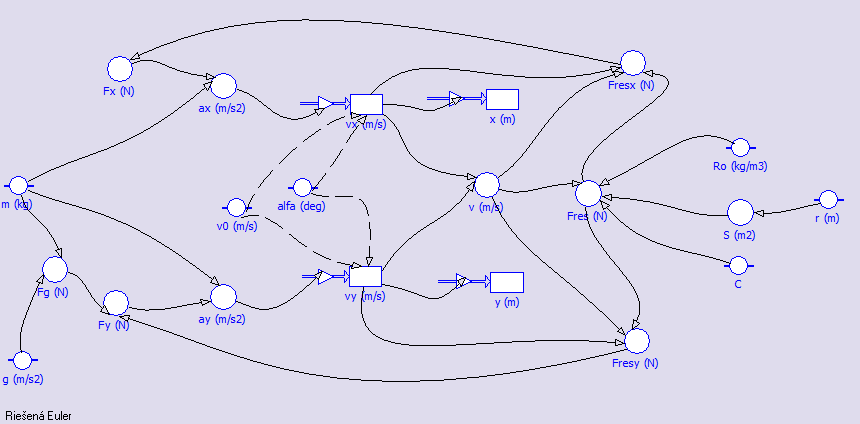 Fx (N)
Fresx (N)
ax (m/s2)
vx (m/s)
x (m)
Ro (kg/m3)
m (kg)
v0 (m/s)
alfa (deg)
v (m/s)
Fres (N)
S (m2)
r (m)
C
Fg (N)
Fy (N)
ay (m/s2)
vy (m/s)
y (m)
Fresy (N)
g (m/s2)
Riešená Euler